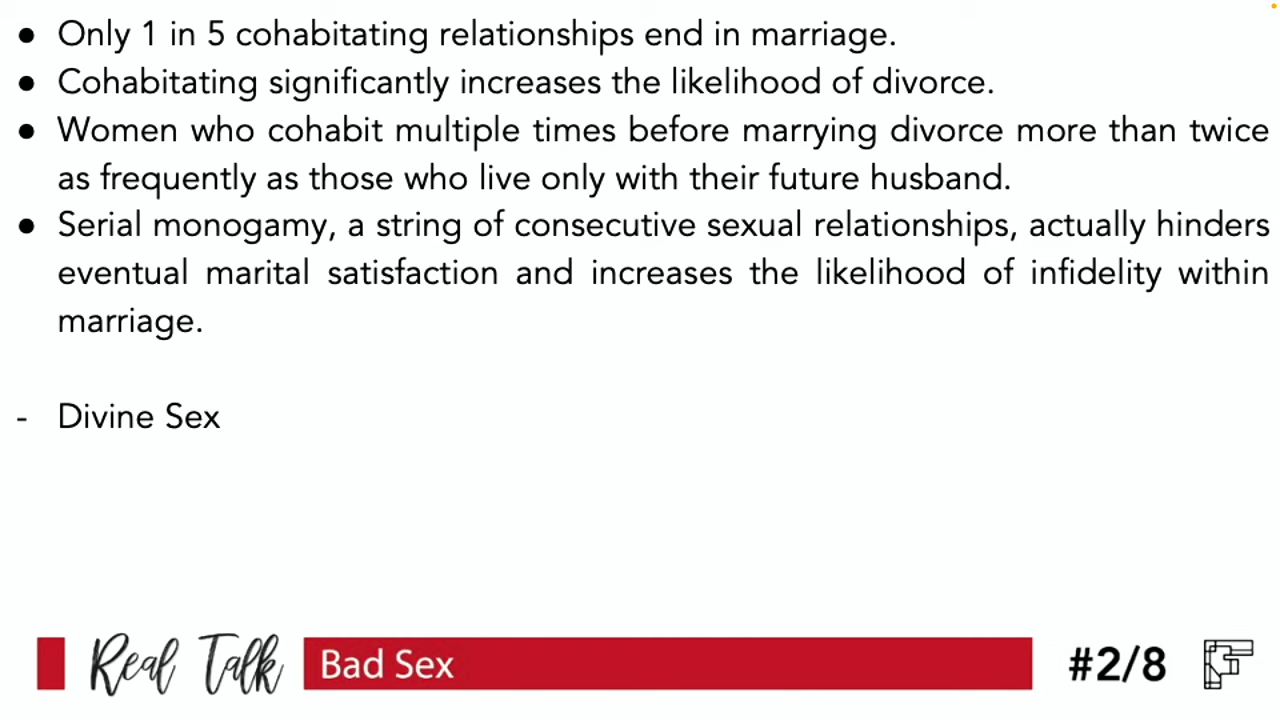 ● Only 1 in 5 cohabitating relationships end in marriage.
● Cohabitating significantly increases the likelihood of divorce.
● Women who cohabit multiple times before marrying divorce more than twice
as frequently as those who live only with their future husband.
● Serial monogamy, a string of consecutive sexual relationships, actually hinders
eventual marital satisfaction and increases the likelihood of infidelity within
marriage.
- Divine Sex
Real Talk Bad Sex #2/8